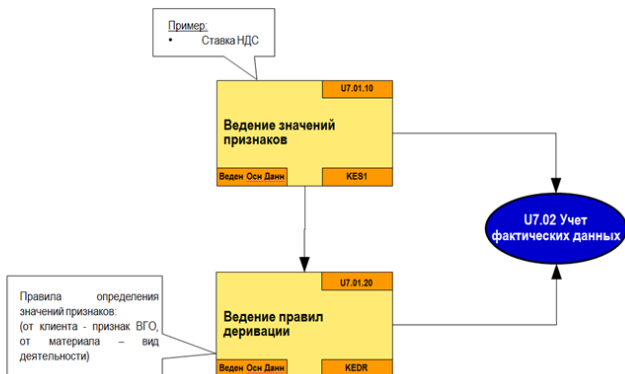 Пример:
• Ставка НДС
U7.01.10
Ведение значений
признаков
Веден Осн Данн
KES1
U7.02 Учет
фактических данных
U7.01.20
Правила определения
значений признаков:
(от клиента - признак ВГО,
от материала – вид
деятельности)
Ведение правил
деривации
Веден Осн Данн
KEDR